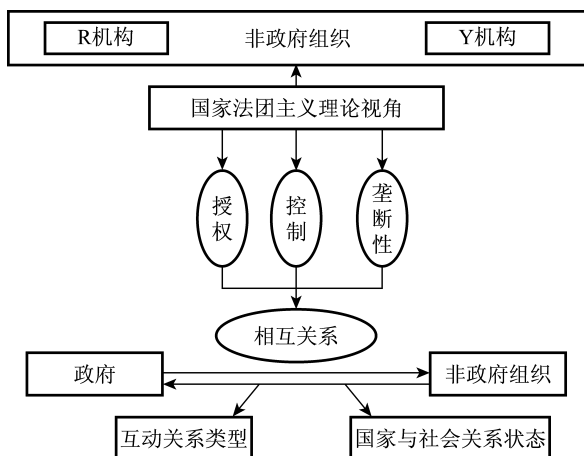 R机构 非政府组织 Y机构
国家法团主义理论视角
授权 控制 垄断性
相互关系
政府 非政府组织
互动关系类型 国家与社会关系状态